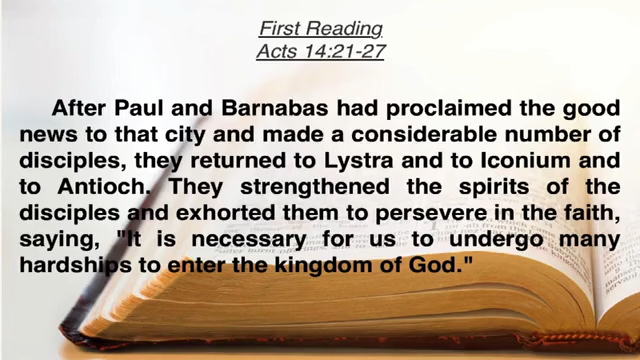 First Reading
Acts 14:21-27
After Paul and Barnabas had proclaimed the good
news to that city and made a considerable number of
disciples, they returned to Lystra and to Iconium and
to Antioch. They strengthened the spirits of the
disciples and exhorted them to persevere in the faith,
saying, "It is necessary for us to undergo many
hardships to enter the kingdom of God."